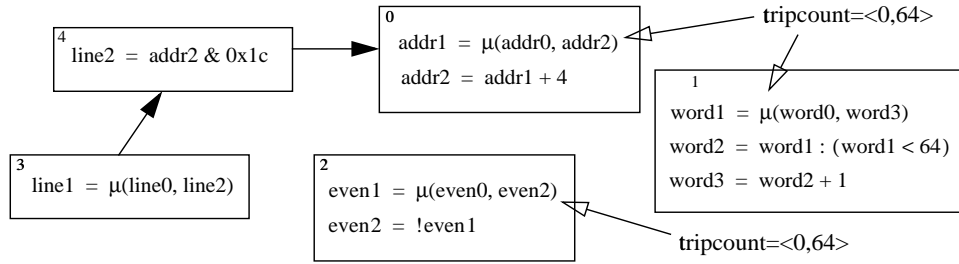 0
tripcount=<0,64>
4
addr1 = μ(addr0, addr2)
line2 = addr2 & 0x1c
addr2 = addr1 + 4
1
word1 = μ(word0, word3)
word2 = word1 : (word1 < 64)
word3 = word2 + 1
3
line1 = μ(line0, line2)
2
even1 = μ(even0, even2)
even2 = !even1
tripcount=<0,64>